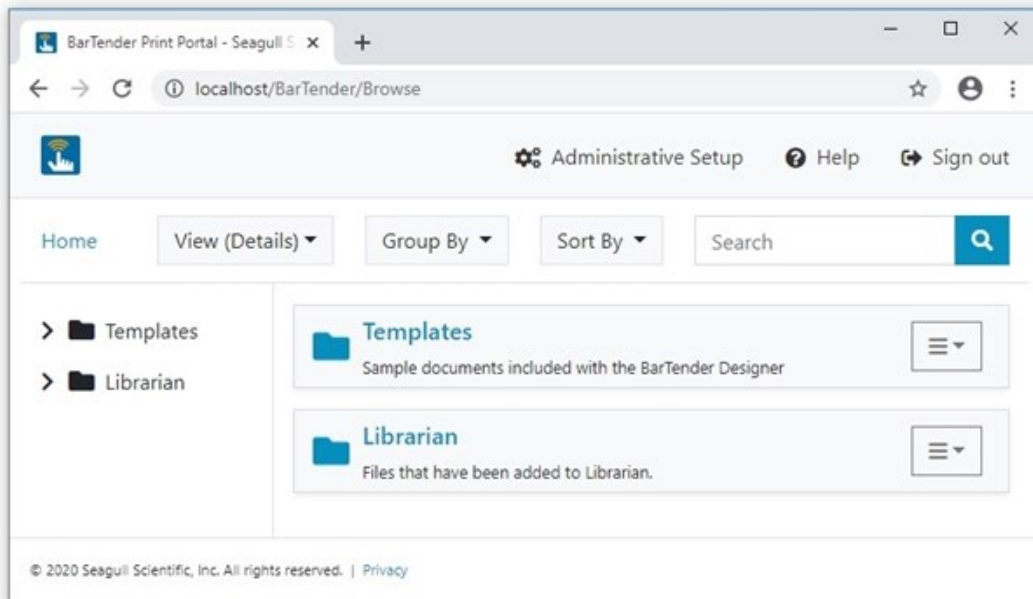 BarTender Print Portal - Seagull S
localhost/BarTender/Browse
Administrative Setup Help Sign out
Home View (Details) Group By Sort By Search
Templates
Librarian
Templates
Sample documents included with the BarTender Designer
Librarian
Files that have been added to Librarian.
© 2020 Seagull Scientific, Inc. All rights reserved. | Privacy